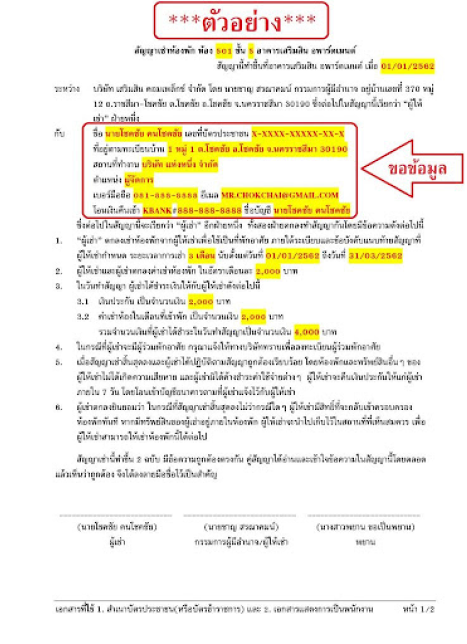 ***ตัวอย่าง***
สัญญาเช่าห้องพัก ห้อง 501 ชั้น 5 อาคารเสริมสิน อพาร์ตเมนต์
สัญญานี้ทำขึ้นที่อาคารเสริมสิน อพาร์ตเมนต์ เมื่อ 01/01/2562
ระหว่าง บริษัท เสริมสิน คอมเพล็กซ์ จำกัด โดย นายชาญ สรณาคมน์ กรรมการผู้มีอำนาจ อยู่บ้านเลขที่ 370 หมู่
12 ถ.ราชสีมา-โชคชัย ต.โชคชัย อ.โชคชัย จ.นครราชสีมา 30190 ซึ่งต่อไปในสัญญานี้เรียกว่า "ผู้ให้
เช่า" ฝ่ายหนึ่ง
กับ ชื่อ นายโชคชัย คนโชคชัย เลขที่บัตรประชาชน X-XXXX-XXXXX-XX-X
ที่อยู่ตามทะเบียนบ้าน 1 หมู่ 1 ต.โชคชัย อ.โชคชัย จ.นครราชสีมา 30190
สถานที่ทำงาน บริษัท แห่งหนึ่ง จำกัด
ตำแหน่ง ผู้จัดการ
เบอร์มือถือ 081-888-8888 อีเมล MR.CHOKCHAI@GMAIL.COM
โอนเงินคืนเข้า KBANK#888-888-8888 ชื่อบัญชี นายโชคชัย คนโชคชัย
ขอข้อมูล
ซึ่งต่อไปในสัญญานี้จะเรียกว่า "ผู้เช่า" อีกฝ่ายหนึ่ง ทั้งสองฝ่ายตกลงทำสัญญากันโดยมีข้อความดังต่อไปนี้
1. "ผู้เช่า" ตกลงเช่าห้องพักจากผู้ให้เช่าเพื่อใช้เป็นที่พักอาศัย ภายใต้ระเบียบและข้อบังคับแนบท้ายสัญญาที่
ผู้ให้เช่ากำหนด ระยะเวลาการเช่า 3 เดือน นับตั้งแต่วันที่ 01/01/2562 ถึงวันที่ 31/03/2562
2. ผู้ให้เช่าและผู้เช่าตกลงค่าเช่าห้องพัก ในอัตราเดือนละ 2,000 บาท
3. ในวันทำสัญญา ผู้เช่าได้ชำระเงินให้กับผู้ให้เช่าดังต่อไปนี้
3.1 เงินประกัน เป็นจำนวนเงิน 2,000 บาท
3.2 ค่าเช่าห้องในเดือนที่เข้าพัก เป็นจำนวนเงิน 2,000 บาท
รวมจำนวนเงินที่ผู้เช่าได้ชำระในวันทำสัญญาเป็นจำนวนเงิน 4,000 บาท
4. ในกรณีที่ผู้เช่าจะมีผู้ร่วมพักอาศัย กรุณาแจ้งให้ทางบริษัททราบเพื่อลงทะเบียนผู้ร่วมพักอาศัย
5. เมื่อสัญญาเช่าสิ้นสุดลงและผู้เช่าได้ปฏิบัติตามสัญญาถูกต้องเรียบร้อย โดยห้องพักและทรัพย์สินอื่นๆ ของ
ผู้ให้เช่าไม่ได้เกิดความเสียหาย และผู้เช่ามิได้ค้างชำระค่าใช้จ่ายต่างๆ ผู้ให้เช่าจะคืนเงินประกันให้แก่ผู้เช่า
ภายใน 7 วัน โดยโอนเข้าบัญชีธนาคารตามที่ผู้เช่าแจ้งไว้กับผู้ให้เช่า
6. ผู้เช่าตกลงยินยอมว่า ในกรณีที่สัญญาเช่าสิ้นสุดลงไม่ว่ากรณีใดๆ ผู้ให้เช่ามีสิทธิ์ที่จะกลับเข้าครอบครอง
ห้องพักทันที หากมีทรัพย์สินของผู้เช่าอยู่ภายในห้องพัก ผู้ให้เช่าจะนำไปเก็บไว้ในสถานที่ที่เห็นสมควร เพื่อ
ผู้ให้เช่าสามารถให้เช่าห้องพักนี้ได้ต่อไป
สัญญาเช่านี้ทำขึ้น 2 ฉบับ มีข้อความถูกต้องตรงกัน คู่สัญญาได้อ่านและเข้าใจข้อความในสัญญานี้โดยตลอด
แล้วเห็นว่าถูกต้อง จึงได้ลงลายมือชื่อไว้เป็นสำคัญ
(นายโชคชัย คนโชคชัย) (นายชาญ สรณาคมน์) (นางสาวพยาน ขอเป็นพยาน)
ผู้เช่า กรรมการผู้มีอำนาจ/ผู้ให้เช่า พยาน
เอกสารที่ใช้ 1. สำเนาบัตรประชาชน(หรือบัตรข้าราชการ) และ 2. เอกสารแสดงการเป็นพนักงาน หน้า 1/2